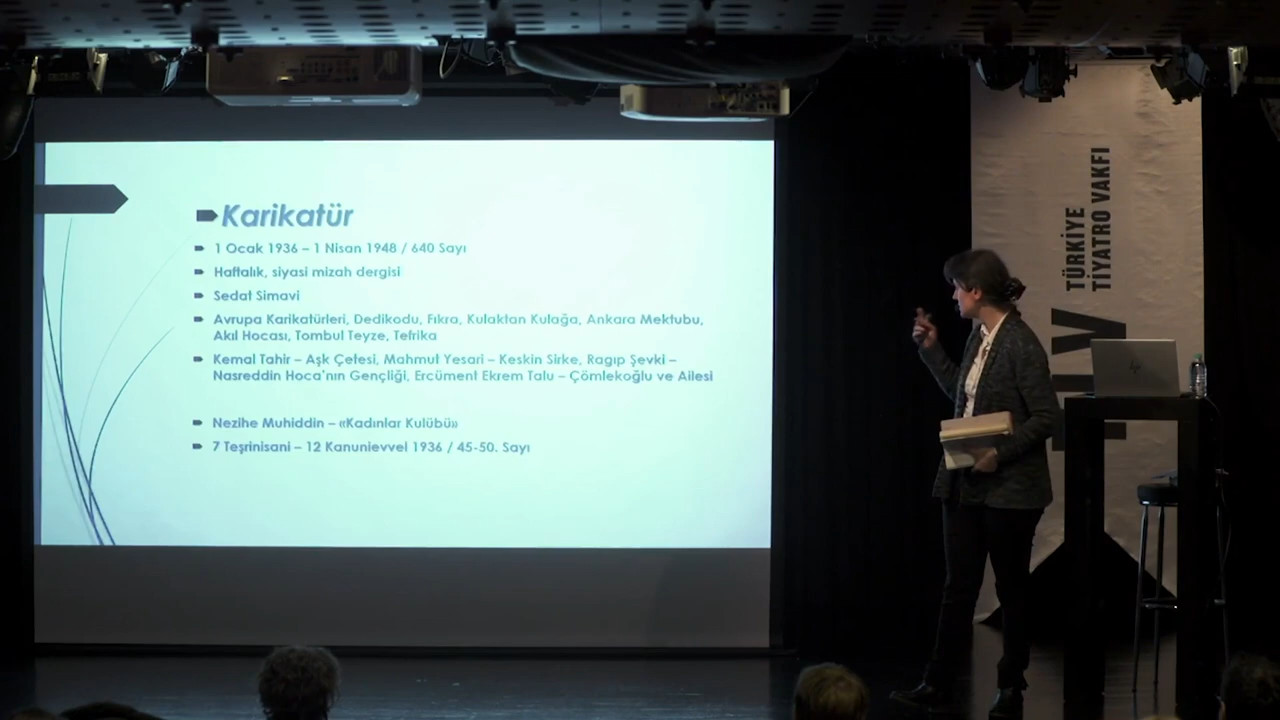 Karikatür
1 Ocak 1936 – 1 Nisan 1948 / 640 Sayı
Haftalık, siyasi mizah dergisi
Sedat Simavi
Avrupa Karikatürleri, Dedikodu, Fıkra, Kulaktan Kulağa, Ankara Mektubu,
Akıl Hocası, Tombul Teyze, Tefrika
Kemal Tahir – Aşk Çetesi, Mahmut Yesari – Keskin Sirke, Ragıp Şevki –
Nasreddin Hoca'nın Gençliği, Ercüment Ekrem Talu – Çömlekoğlu ve Ailesi
Nezihe Muhiddin – «Kadınlar Kulübü»
7 Teşrinisani – 12 Kanunievvel 1936 / 45-50. Sayı
TÜRKİYE
TİYATRO VAKFI
hp